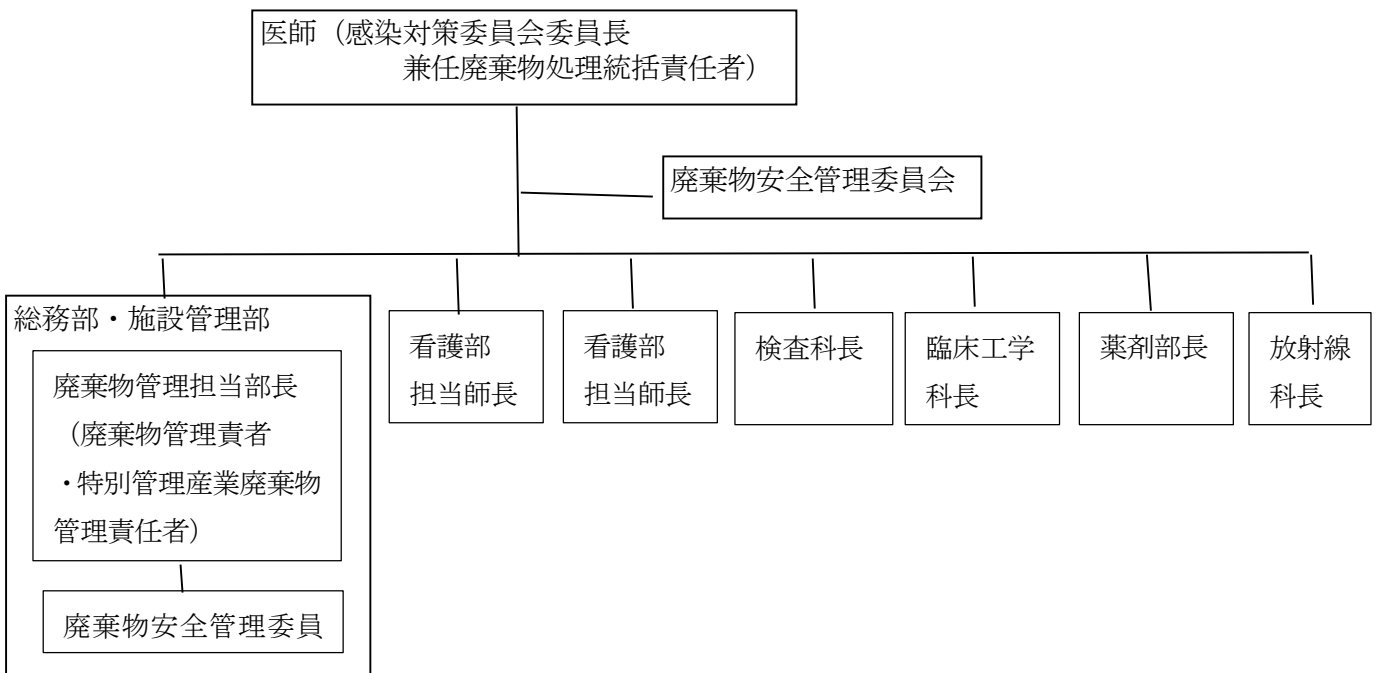 医師（感染対策委員会委員長
兼任廃棄物処理統括責任者）
廃棄物安全管理委員会
総務部・施設管理部
廃棄物管理担当部長
（廃棄物管理責者
・特別管理産業廃棄物
管理責任者）
廃棄物安全管理委員
看護部
担当師長
看護部
担当師長
検査科長
臨床工学
科長
薬剤部長
放射線
科長